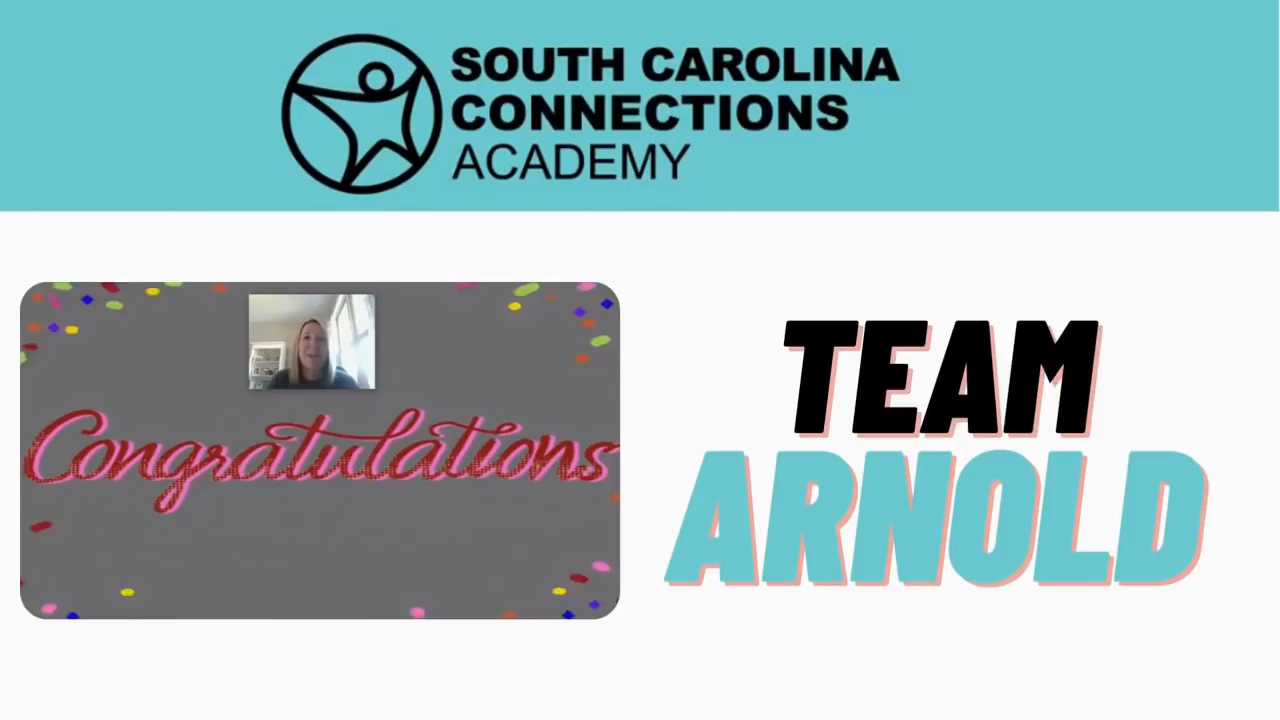 SOUTH CAROLINA
CONNECTIONS
ACADEMY
Congratulations
TEAM
ARNOLD